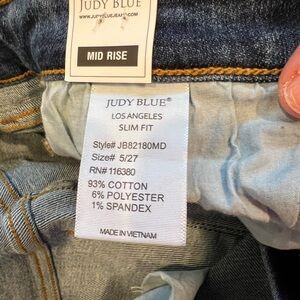 JUDY BLUE
WWW.JUDYBLUEJEANS.COM
MID RISE
JUDY BLUE®
LOS ANGELES
SLIM FIT
Style# JB82180MD
Size# 5/27
RN# 116380
93% COTTON
6% POLYESTER
1% SPANDEX
MADE IN VIETNAM